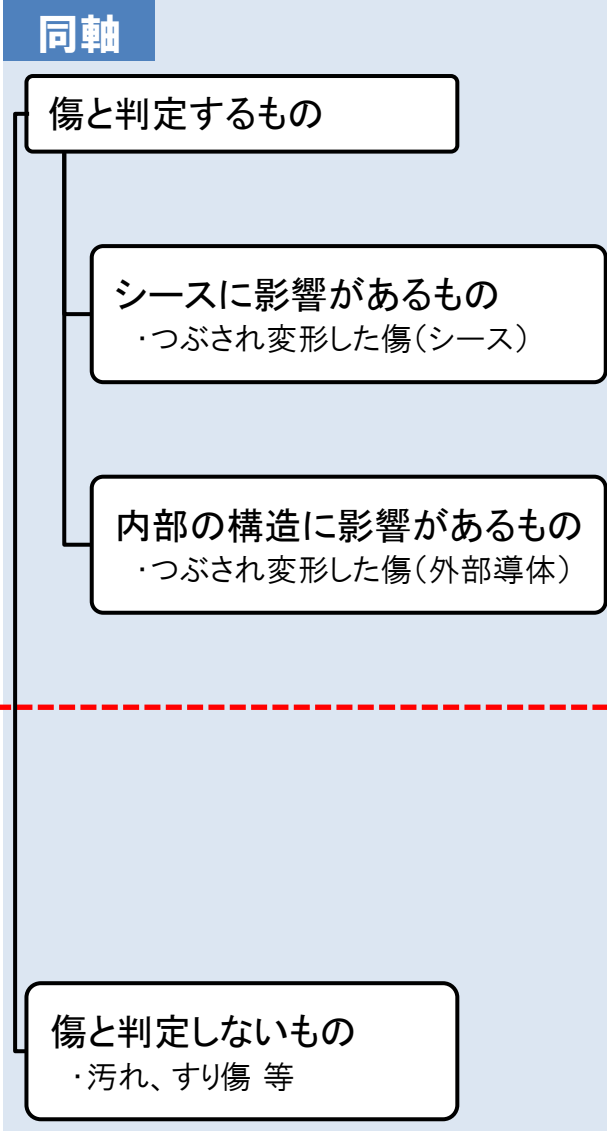 同軸
傷と判定するもの
シースに影響があるもの
・つぶされ変形した傷（シース）
内部の構造に影響があるもの
・つぶされ変形した傷（外部導体）
傷と判定しないもの
・汚れ、すり傷 等